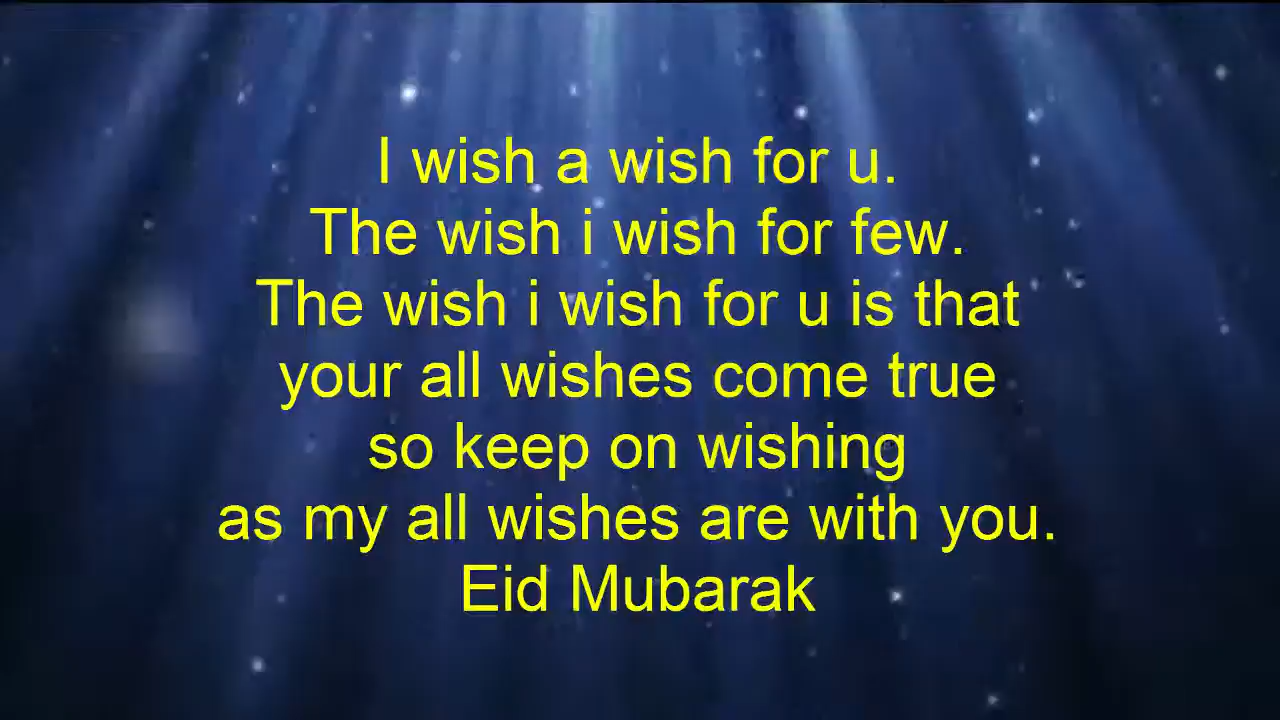 I wish a wish for u.
The wish i wish for few.
The wish i wish for u is that
your all wishes come true
so keep on wishing
as my all wishes are with you.
Eid Mubarak